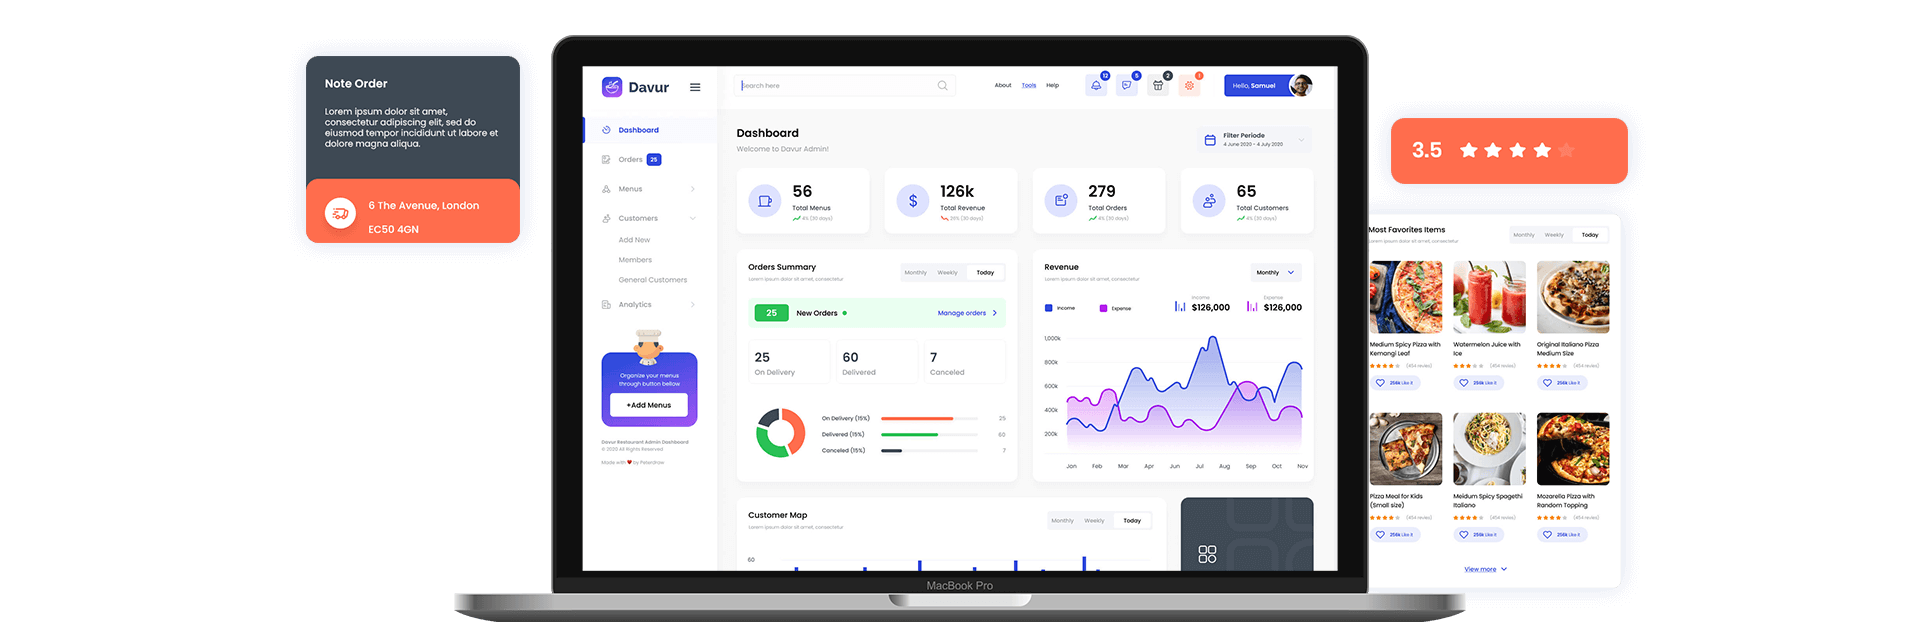 Note Order
Lorem ipsum dolor sit amet,
consectetur adipiscing elit, sed do
eiusmod tempor incididunt ut labore et
dolore magna aliqua.
6 The Avenue, London
EC50 4GN
Davur
Search here
About Tools Help
12
5
2
1
Hello, Samuel
Dashboard
Orders 25
Menus
Customers
Add New
Members
General Customers
Analytics
Organize your menus
through button bellow
+Add Menus
Davur Restaurant Admin Dashboard
© 2020 All Rights Reserved
Made with ♥ by Peterdraw
Dashboard
Welcome to Davur Admin!
Filter Periode
4 June 2020 - 4 July 2020
56
Total Menus
4% (30 days)
126k
Total Revenue
20% (30 days)
279
Total Orders
4% (30 days)
65
Total Customers
4% (30 days)
Orders Summary
Lorem ipsum dolor sit amet, consectetur
Monthly Weekly Today
25 New Orders Manage orders
25
On Delivery
60
Delivered
7
Canceled
On Delivery (15%) 25
Delivered (15%) 60
Canceled (15%) 7
Revenue
Lorem ipsum dolor sit amet, consectetur
Monthly
Income Expense
Income
$126,000
Expense
$126,000
1,000k
800k
600k
400k
200k
Jan Feb Mar Apr Jun Jul Aug Sep Oct Nov
Customer Map
Lorem ipsum dolor sit amet, consectetur
Monthly Weekly Today
60
MacBook Pro
3.5
Most Favorites Items
Lorem ipsum dolor sit amet, consectetur
Monthly Weekly Today
Medium Spicy Pizza with
Kemangi Leaf
(454 revies)
256k Like it
Watermelon Juice with
Ice
(454 revies)
256k Like it
Original Italiano Pizza
Medium Size
(454 revies)
256k Like it
Pizza Meal for Kids
(Small size)
(454 revies)
256k Like it
Meidum Spicy Spagethi
Italiano
(454 revies)
256k Like it
Mozarella Pizza with
Random Topping
(454 revies)
256k Like it
View more